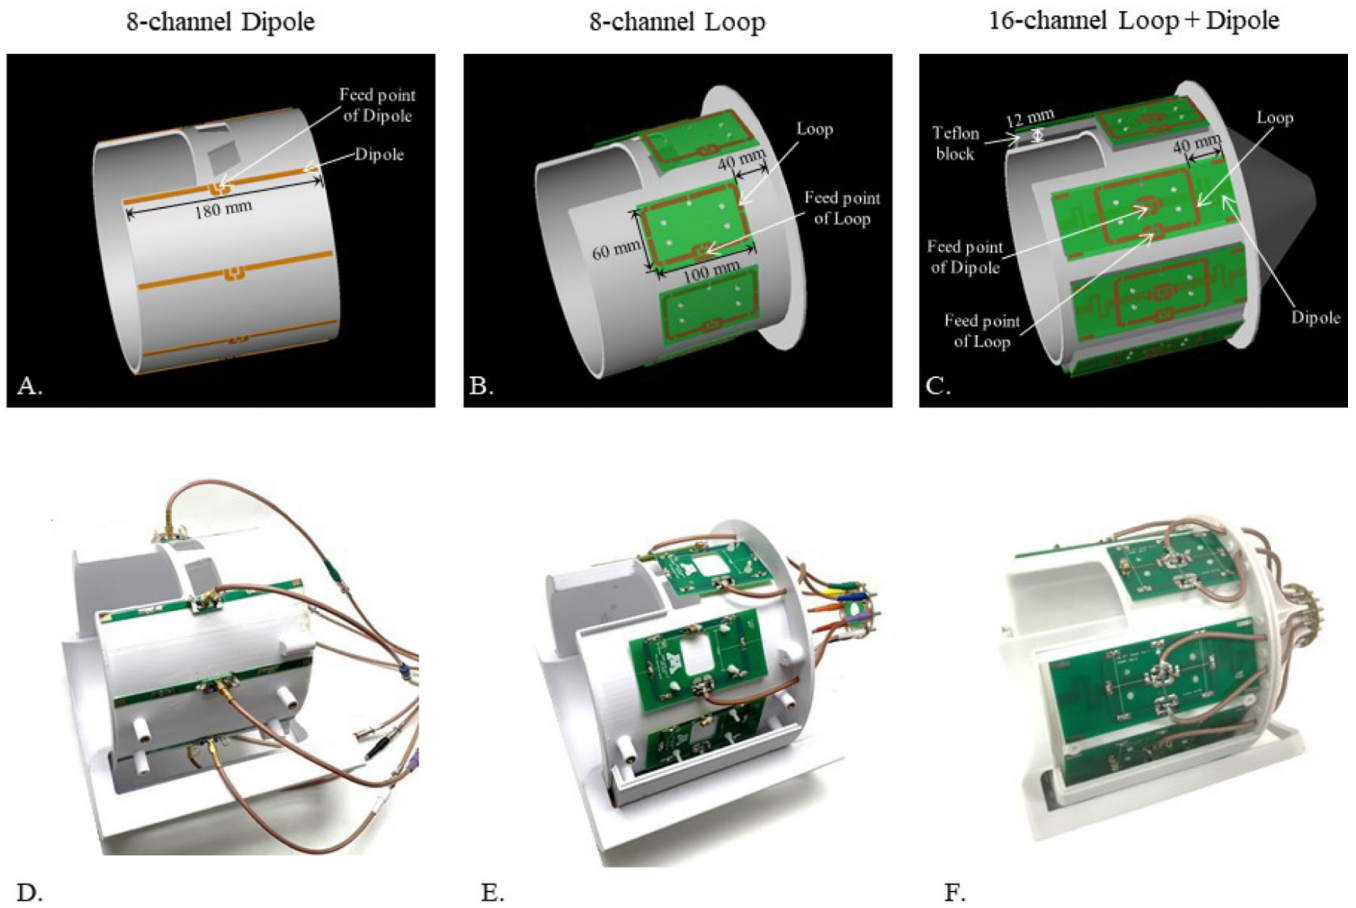 8-channel Dipole
8-channel Loop
16-channel Loop + Dipole
Feed point
of Dipole
Dipole
180 mm
A.
Loop
40 mm
Feed point
of Loop
60 mm
100 mm
B.
12 mm
Teflon
block
Loop
40 mm
Feed point
of Dipole
Feed point
of Loop
Dipole
C.
D.
E.
F.